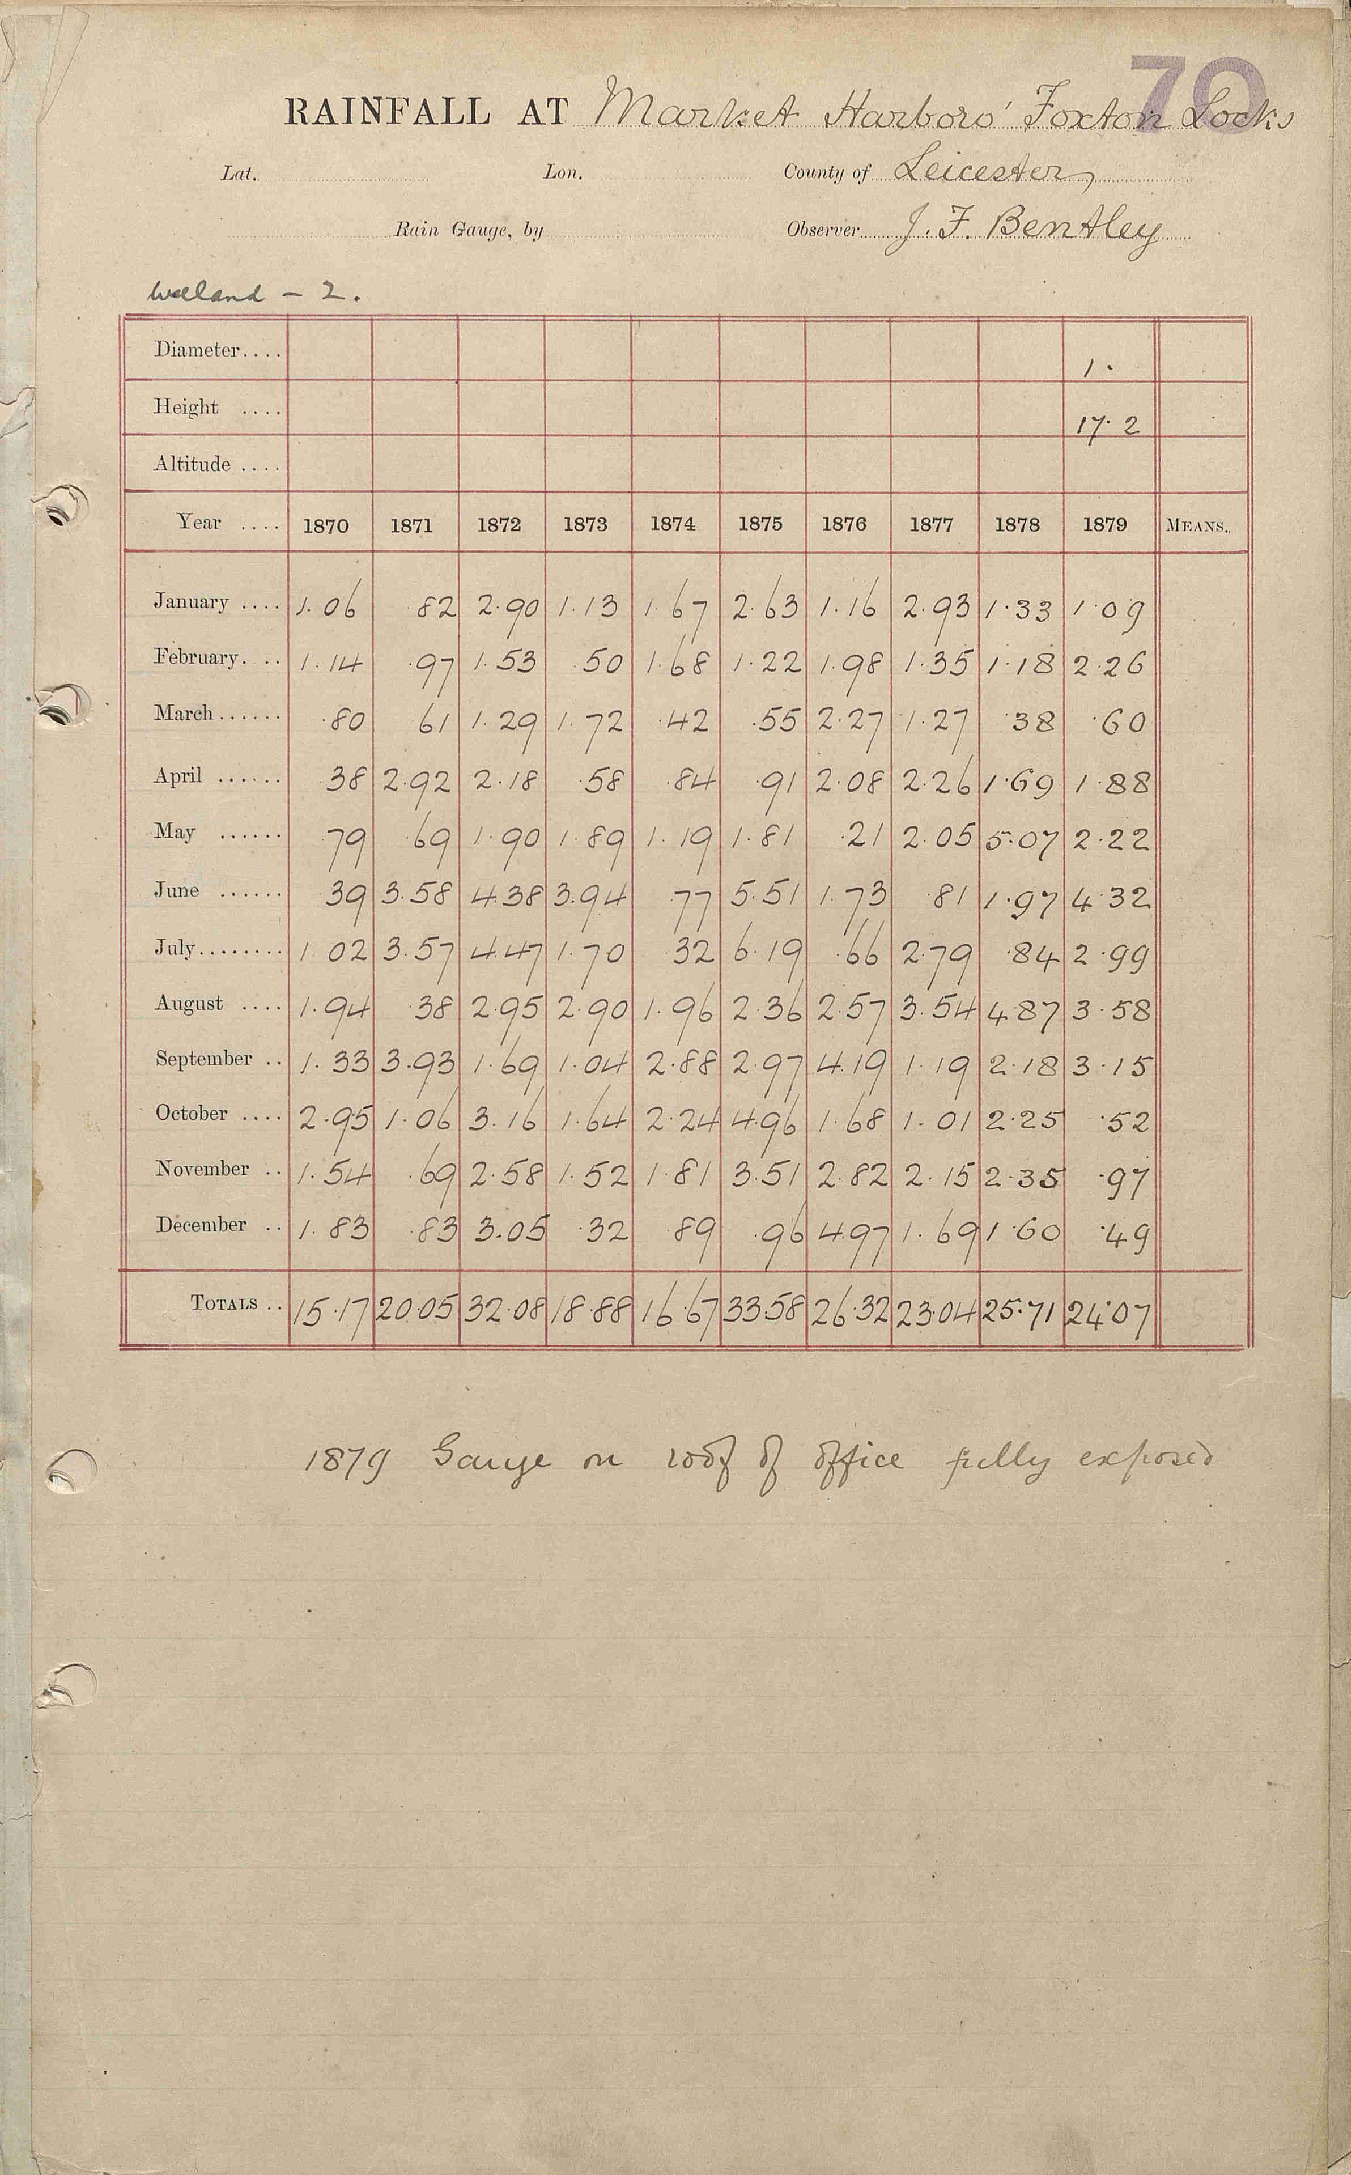 70
RAINFALL AT Market Harboro' Foxton Locks
Lat. Lon. County of Leicester
Rain Gauge, by Observer J. F. Bentley
Welland - 2.
Diameter.... 1.
Height .... 17.2
Altitude ....
Year .... 1870 1871 1872 1873 1874 1875 1876 1877 1878 1879 MEANS.
January .... 1.06 .82 2.90 1.13 1.67 2.63 1.16 2.93 1.33 1.09
February. .. 1.14 .97 1.53 .50 1.68 1.22 1.98 1.35 1.18 2.26
March...... .80 61 1.29 1.72 .42 .55 2.27 1.27 .38 .60
April ...... 38 2.92 2.18 .58 .84 .91 2.08 2.26 1.69 1.88
May ...... .79 .69 1.90 1.89 1.19 1.81 .21 2.05 5.07 2.22
June ...... 39 3.58 4.38 3.94 .77 5.51 1.73 .81 1.97 4.32
July........ 1.02 3.57 4.47 1.70 .32 6.19 .66 2.79 .84 2.99
August .... 1.94 .38 2.95 2.90 1.96 2.36 2.57 3.54 4.87 3.58
September .. 1.33 3.93 1.69 1.04 2.88 2.97 4.19 1.19 2.18 3.15
October .... 2.95 1.06 3.16 1.64 2.24 4.96 1.68 1.01 2.25 .52
November .. 1.54 .69 2.58 1.52 1.81 3.51 2.82 2.15 2.35 .97
December .. 1.83 .83 3.05 .32 89 .96 4.97 1.69 1.60 .49
TOTALS .. 15.17 20.05 32.08 18.88 16.67 33.58 26.32 23.04 25.71 24.07
1879 Gauge on roof of office fully exposed